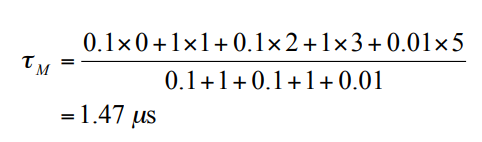 τ_M = \frac{0.1×0+1×1+0.1×2+1×3+0.01×5}{0.1+1+0.1+1+0.01}
=1.47 μs